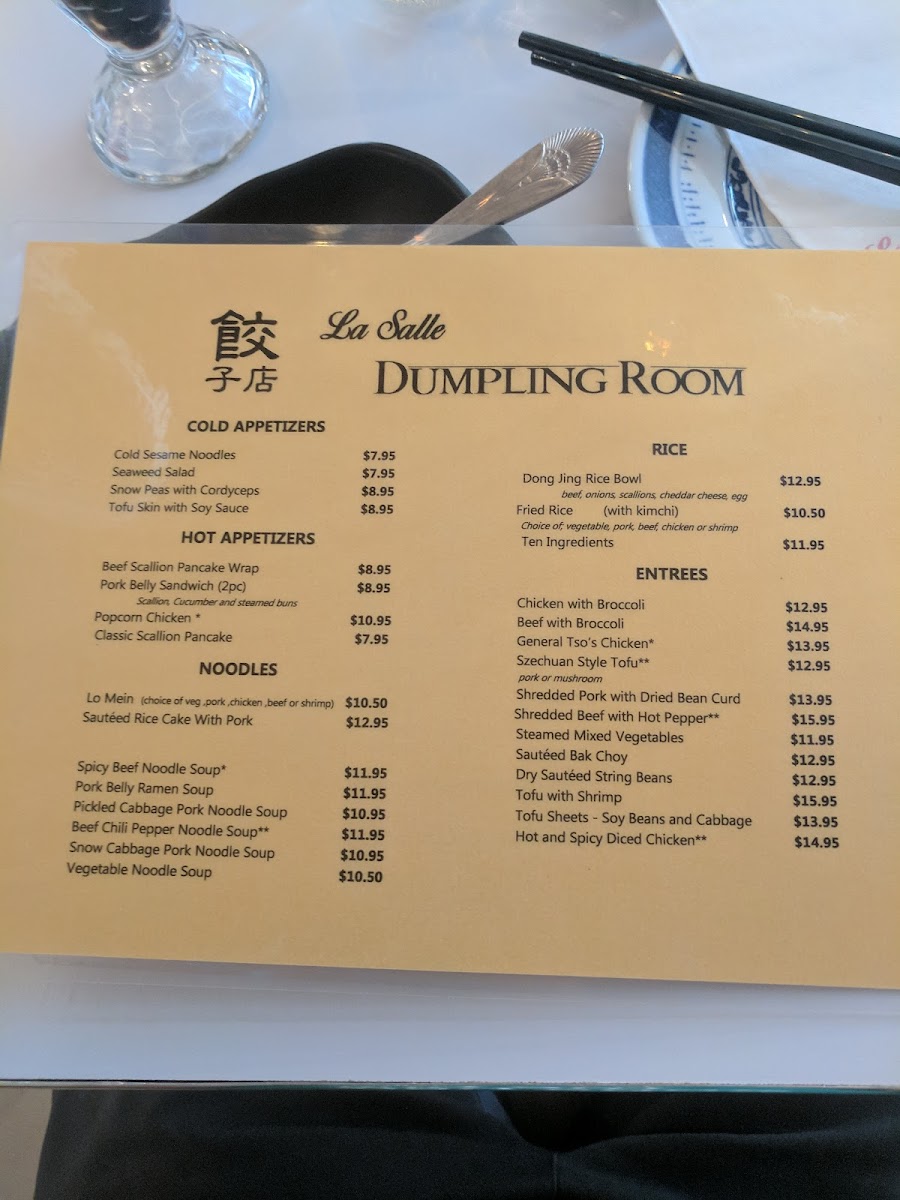 餃
子店
La Salle
DUMPLING ROOM
COLD APPETIZERS
Cold Sesame Noodles $7.95
Seaweed Salad $7.95
Snow Peas with Cordyceps $8.95
Tofu Skin with Soy Sauce $8.95
HOT APPETIZERS
Beef Scallion Pancake Wrap $8.95
Pork Belly Sandwich (2pc) $8.95
Scallion, Cucumber and steamed buns
Popcorn Chicken * $10.95
Classic Scallion Pancake $7.95
NOODLES
Lo Mein (choice of veg ,pork ,chicken ,beef or shrimp) $10.50
Sautéed Rice Cake With Pork $12.95
Spicy Beef Noodle Soup* $11.95
Pork Belly Ramen Soup $11.95
Pickled Cabbage Pork Noodle Soup $10.95
Beef Chili Pepper Noodle Soup** $11.95
Snow Cabbage Pork Noodle Soup $10.95
Vegetable Noodle Soup $10.50
RICE
Dong Jing Rice Bowl $12.95
beef, onions, scallions, cheddar cheese, egg
Fried Rice (with kimchi) $10.50
Choice of; vegetable, pork, beef, chicken or shrimp
Ten Ingredients $11.95
ENTREES
Chicken with Broccoli $12.95
Beef with Broccoli $14.95
General Tso's Chicken* $13.95
Szechuan Style Tofu** $12.95
pork or mushroom
Shredded Pork with Dried Bean Curd $13.95
Shredded Beef with Hot Pepper** $15.95
Steamed Mixed Vegetables $11.95
Sautéed Bak Choy $12.95
Dry Sautéed String Beans $12.95
Tofu with Shrimp $15.95
Tofu Sheets - Soy Beans and Cabbage $13.95
Hot and Spicy Diced Chicken** $14.95